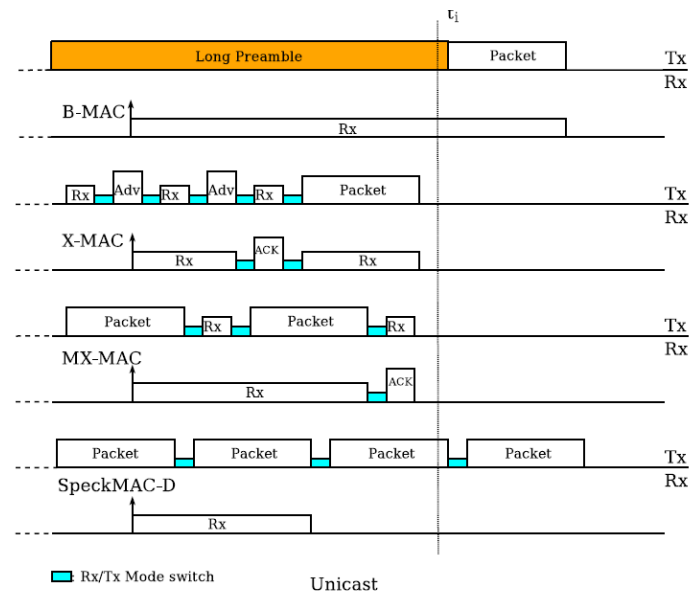 τi
Long Preamble Packet Tx
Rx
B-MAC
Rx
Rx Adv Rx Adv Rx Packet Tx
Rx
X-MAC
Rx ACK Rx
Packet Rx Packet Rx Tx
Rx
MX-MAC
Rx ACK
Packet Packet Packet Packet Tx
Rx
SpeckMAC-D
Rx
: Rx/Tx Mode switch
Unicast